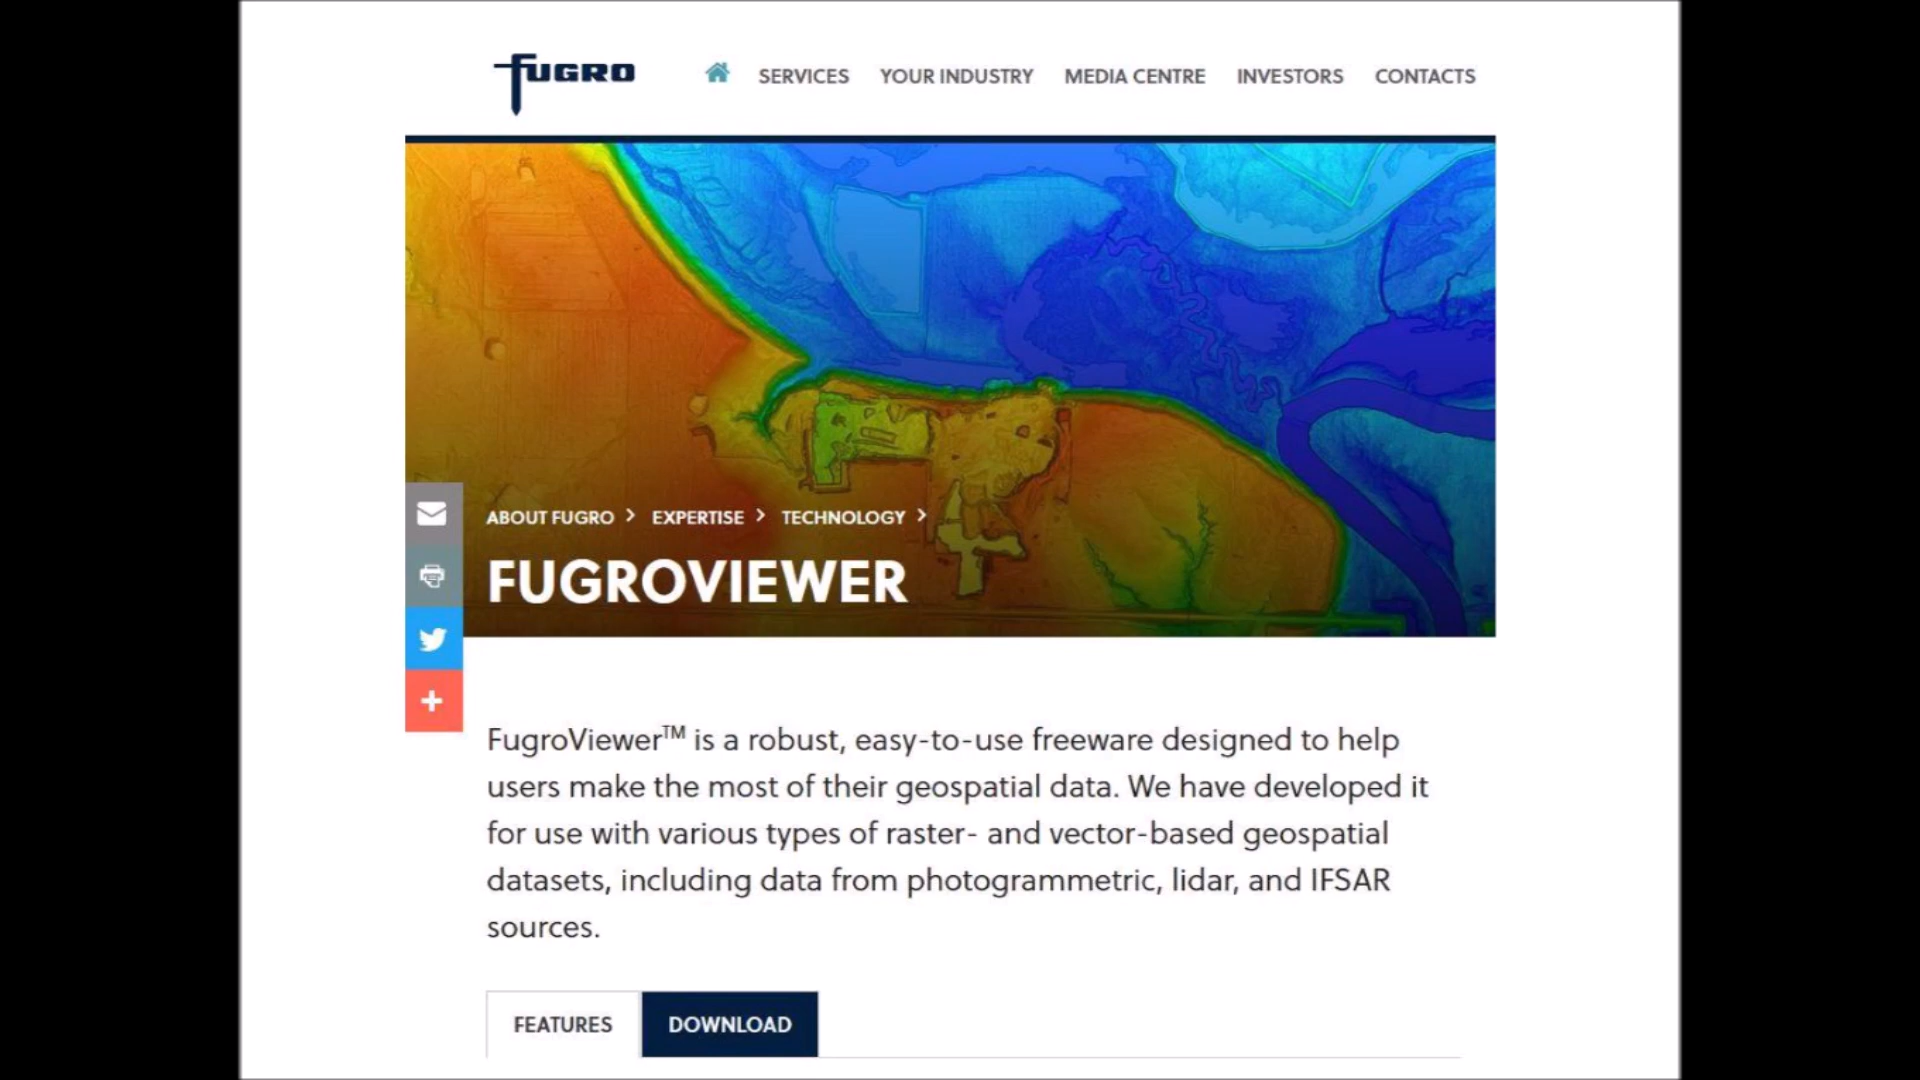 FUGRO
SERVICES YOUR INDUSTRY MEDIA CENTRE INVESTORS CONTACTS
ABOUT FUGRO > EXPERTISE > TECHNOLOGY >
FUGROVIEWER
FugroViewer™ is a robust, easy-to-use freeware designed to help
users make the most of their geospatial data. We have developed it
for use with various types of raster- and vector-based geospatial
datasets, including data from photogrammetric, lidar, and IFSAR
sources.
FEATURES DOWNLOAD